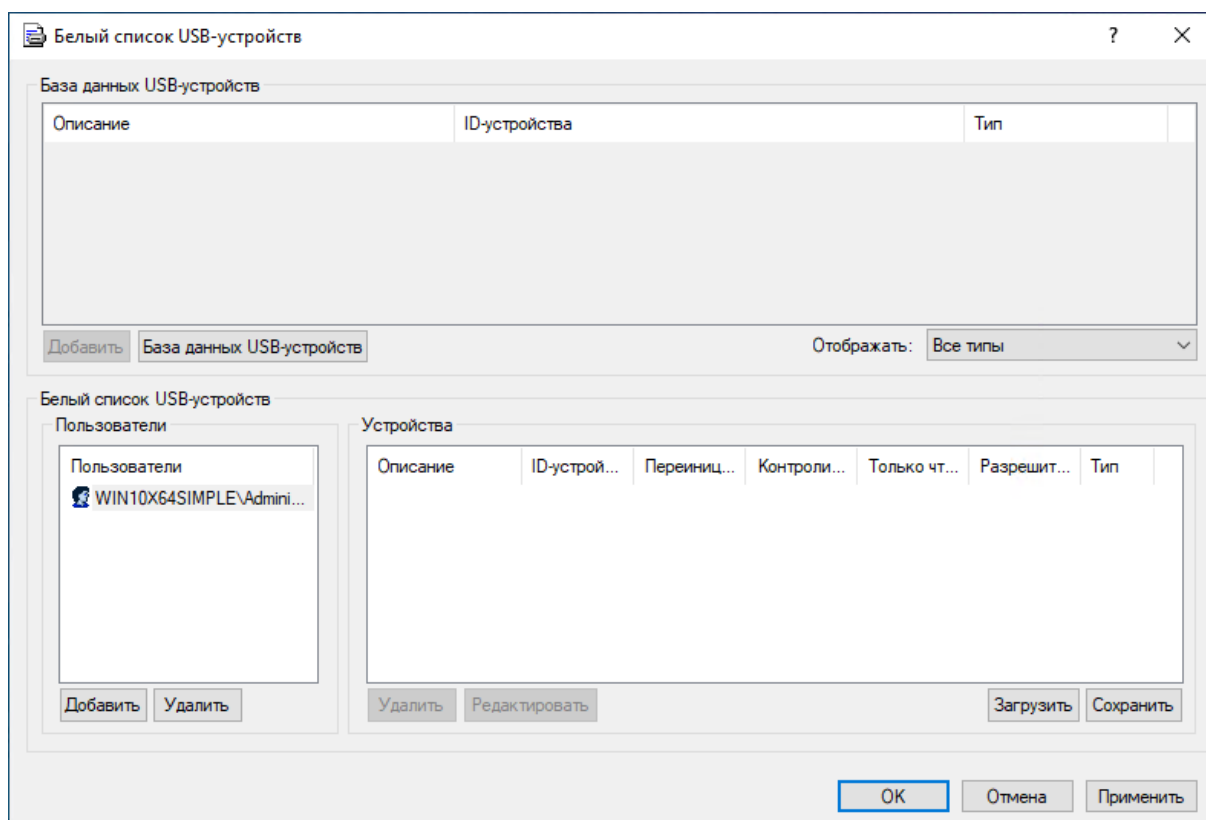 Белый список USB-устройств
?
База данных USB-устройств
Описание ID-устройства Тип
Добавить База данных USB-устройств Отображать: Все типы
Белый список USB-устройств
Пользователи
Пользователи
WIN10X64SIMPLE\Admini...
Добавить Удалить
Устройства
Описание ID-устрой... Переиниц... Контроли... Только чт... Разрешит... Тип
Удалить Редактировать Загрузить Сохранить
OK Отмена Применить